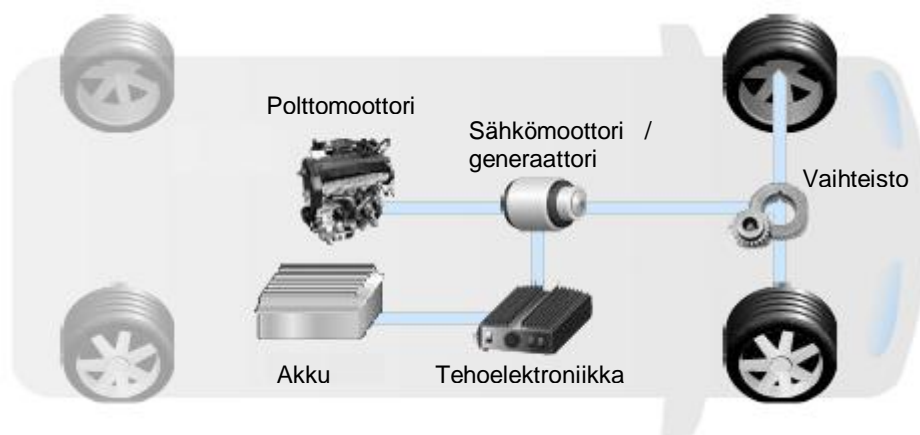 Polttomoottori
Sähkömoottori /
generaattori
Vaihteisto
Akku
Tehoelektroniikka